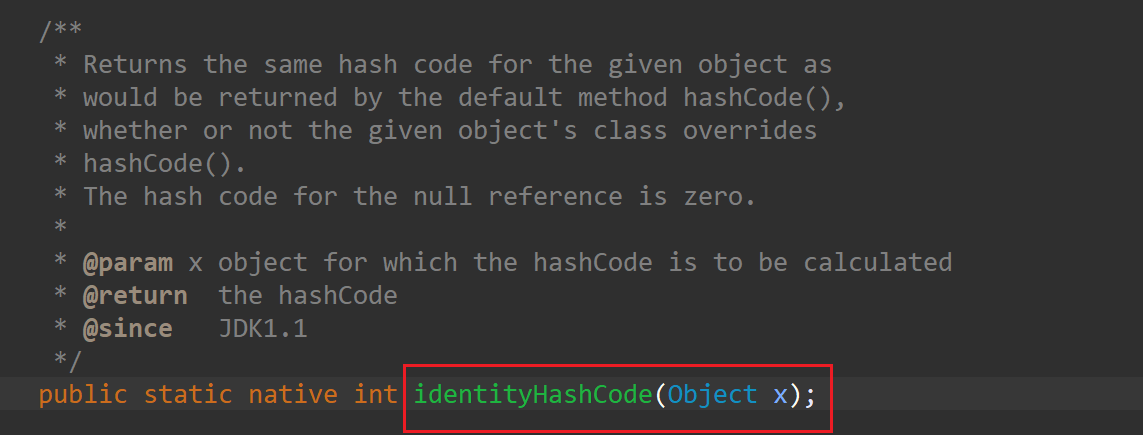 /**
* Returns the same hash code for the given object as
* would be returned by the default method hashCode(),
* whether or not the given object's class overrides
* hashCode().
* The hash code for the null reference is zero.
*
* @param x object for which the hashCode is to be calculated
* @return  the hashCode
* @since   JDK1.1
*/
public static native int identityHashCode(Object x);